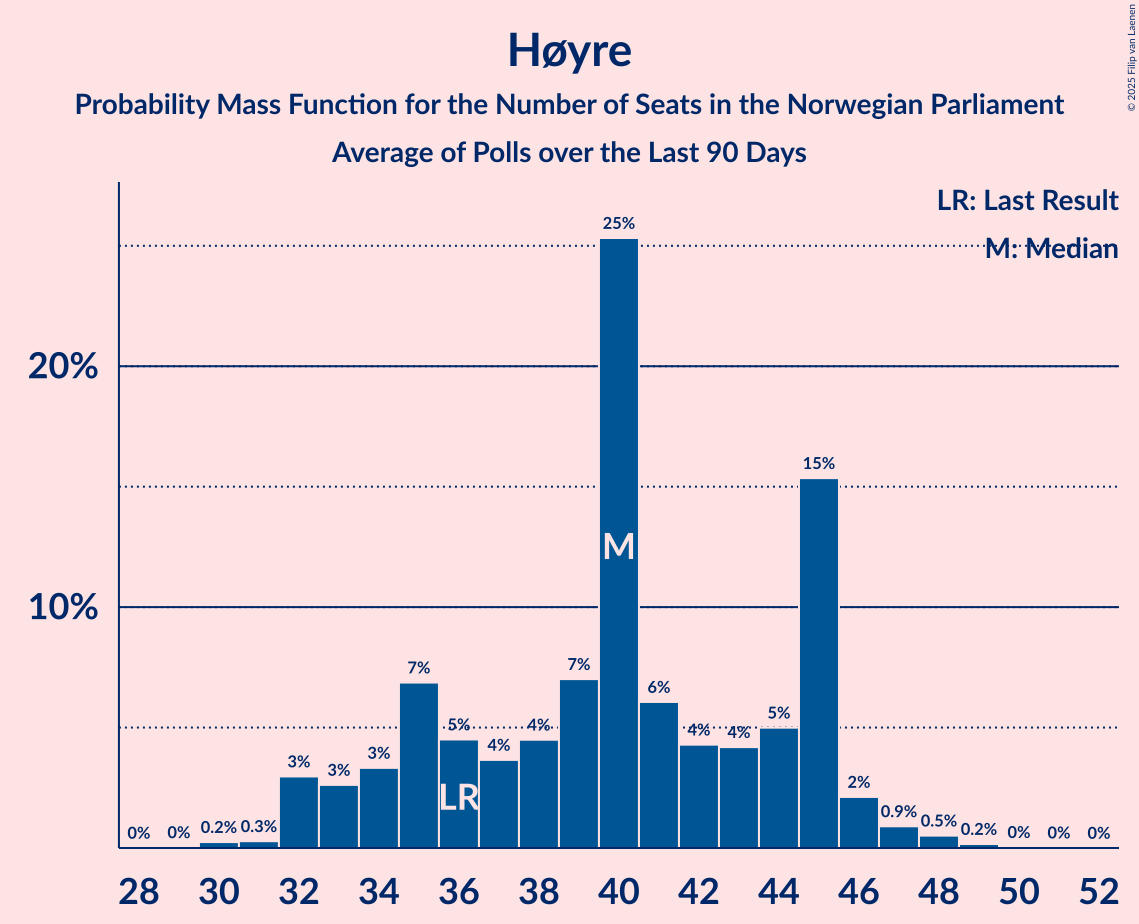 Høyre
Probability Mass Function for the Number of Seats in the Norwegian Parliament
Average of Polls over the Last 90 Days
© 2025 Filip van Laenen
LR: Last Result
M: Median
20%
10%
0% 0% 0.2% 0.3% 3% 3% 3% 7% 5% 4% 4% 7% 25% 6% 4% 4% 5% 15% 2% 0.9% 0.5% 0.2% 0% 0% 0%
M
LR
28 30 32 34 36 38 40 42 44 46 48 50 52